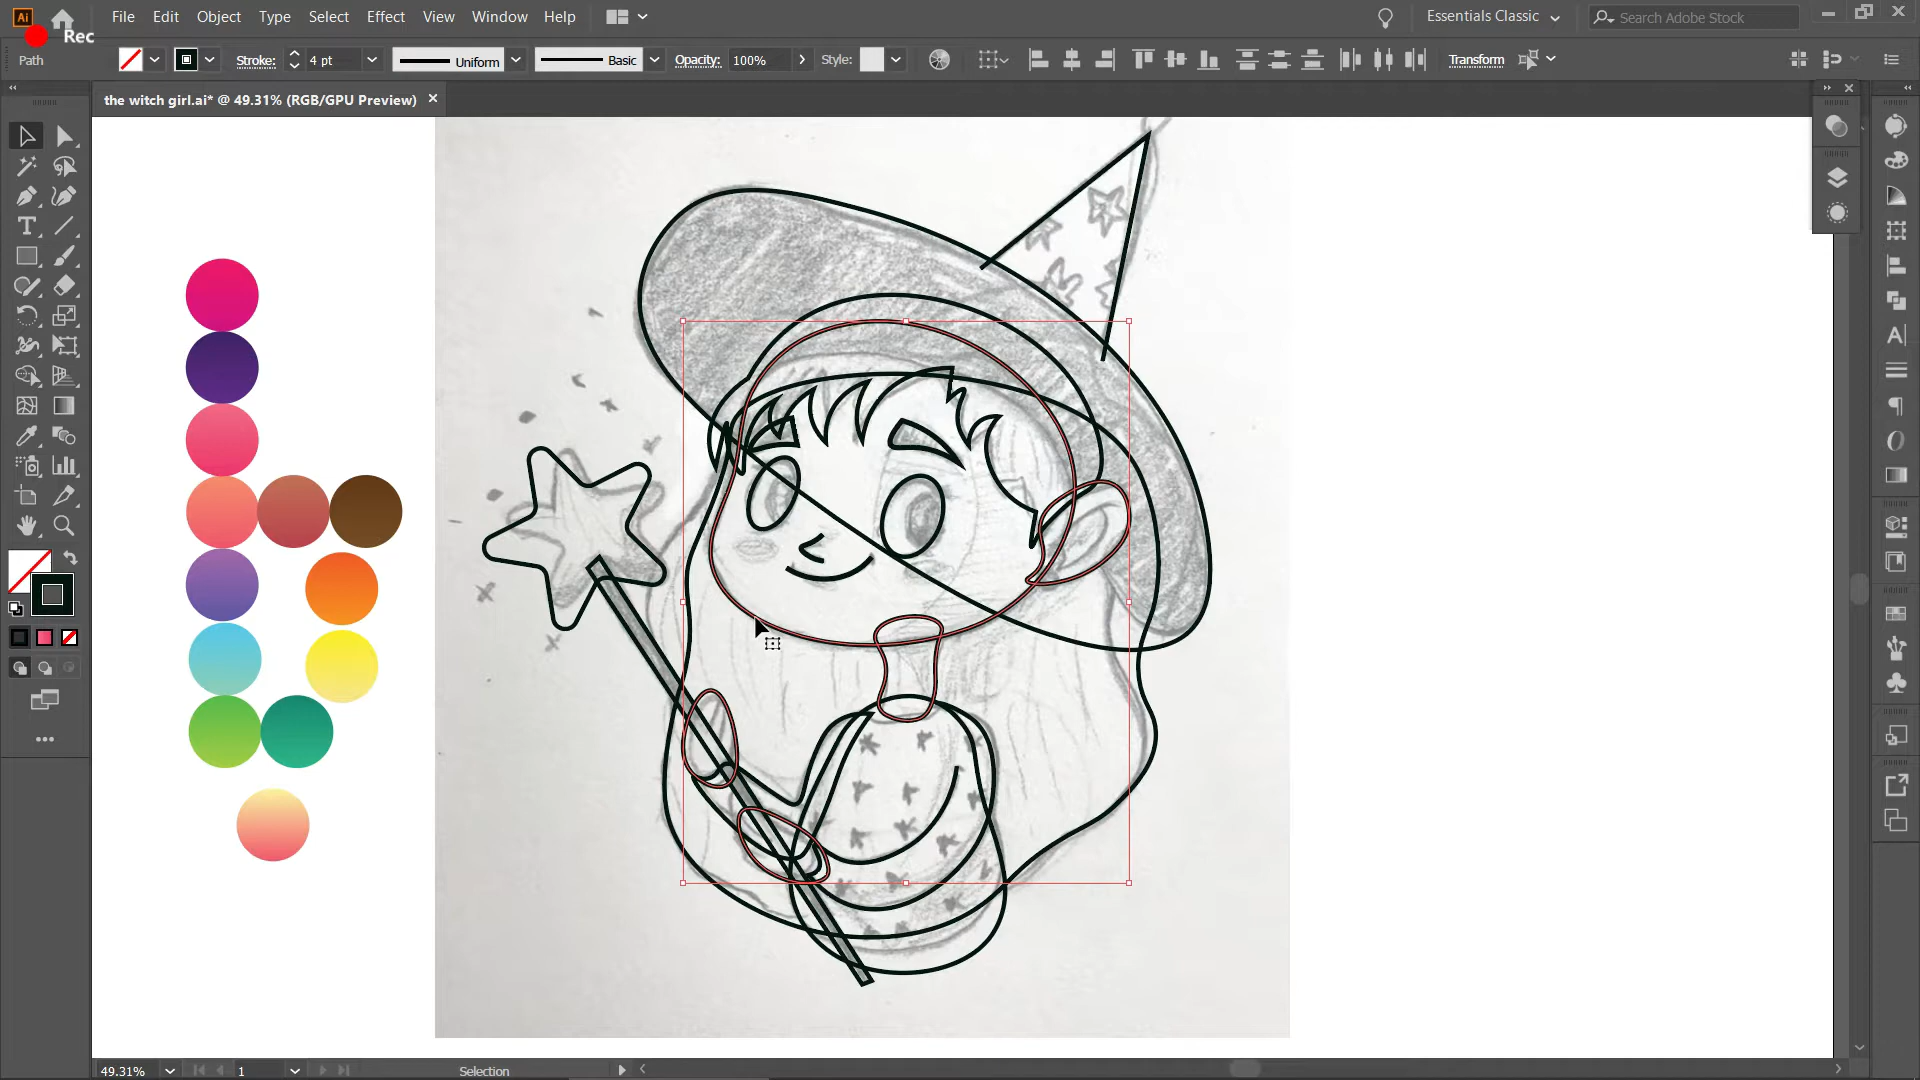 Ai File Edit Object Type Select Effect View Window Help Essentials Classic Search Adobe Stock
Rec
Path Stroke: 4 pt Uniform Basic Opacity: 100% Style: Transform
the witch girl.ai* @ 49.31% (RGB/GPU Preview)
49.31% 1 Selection